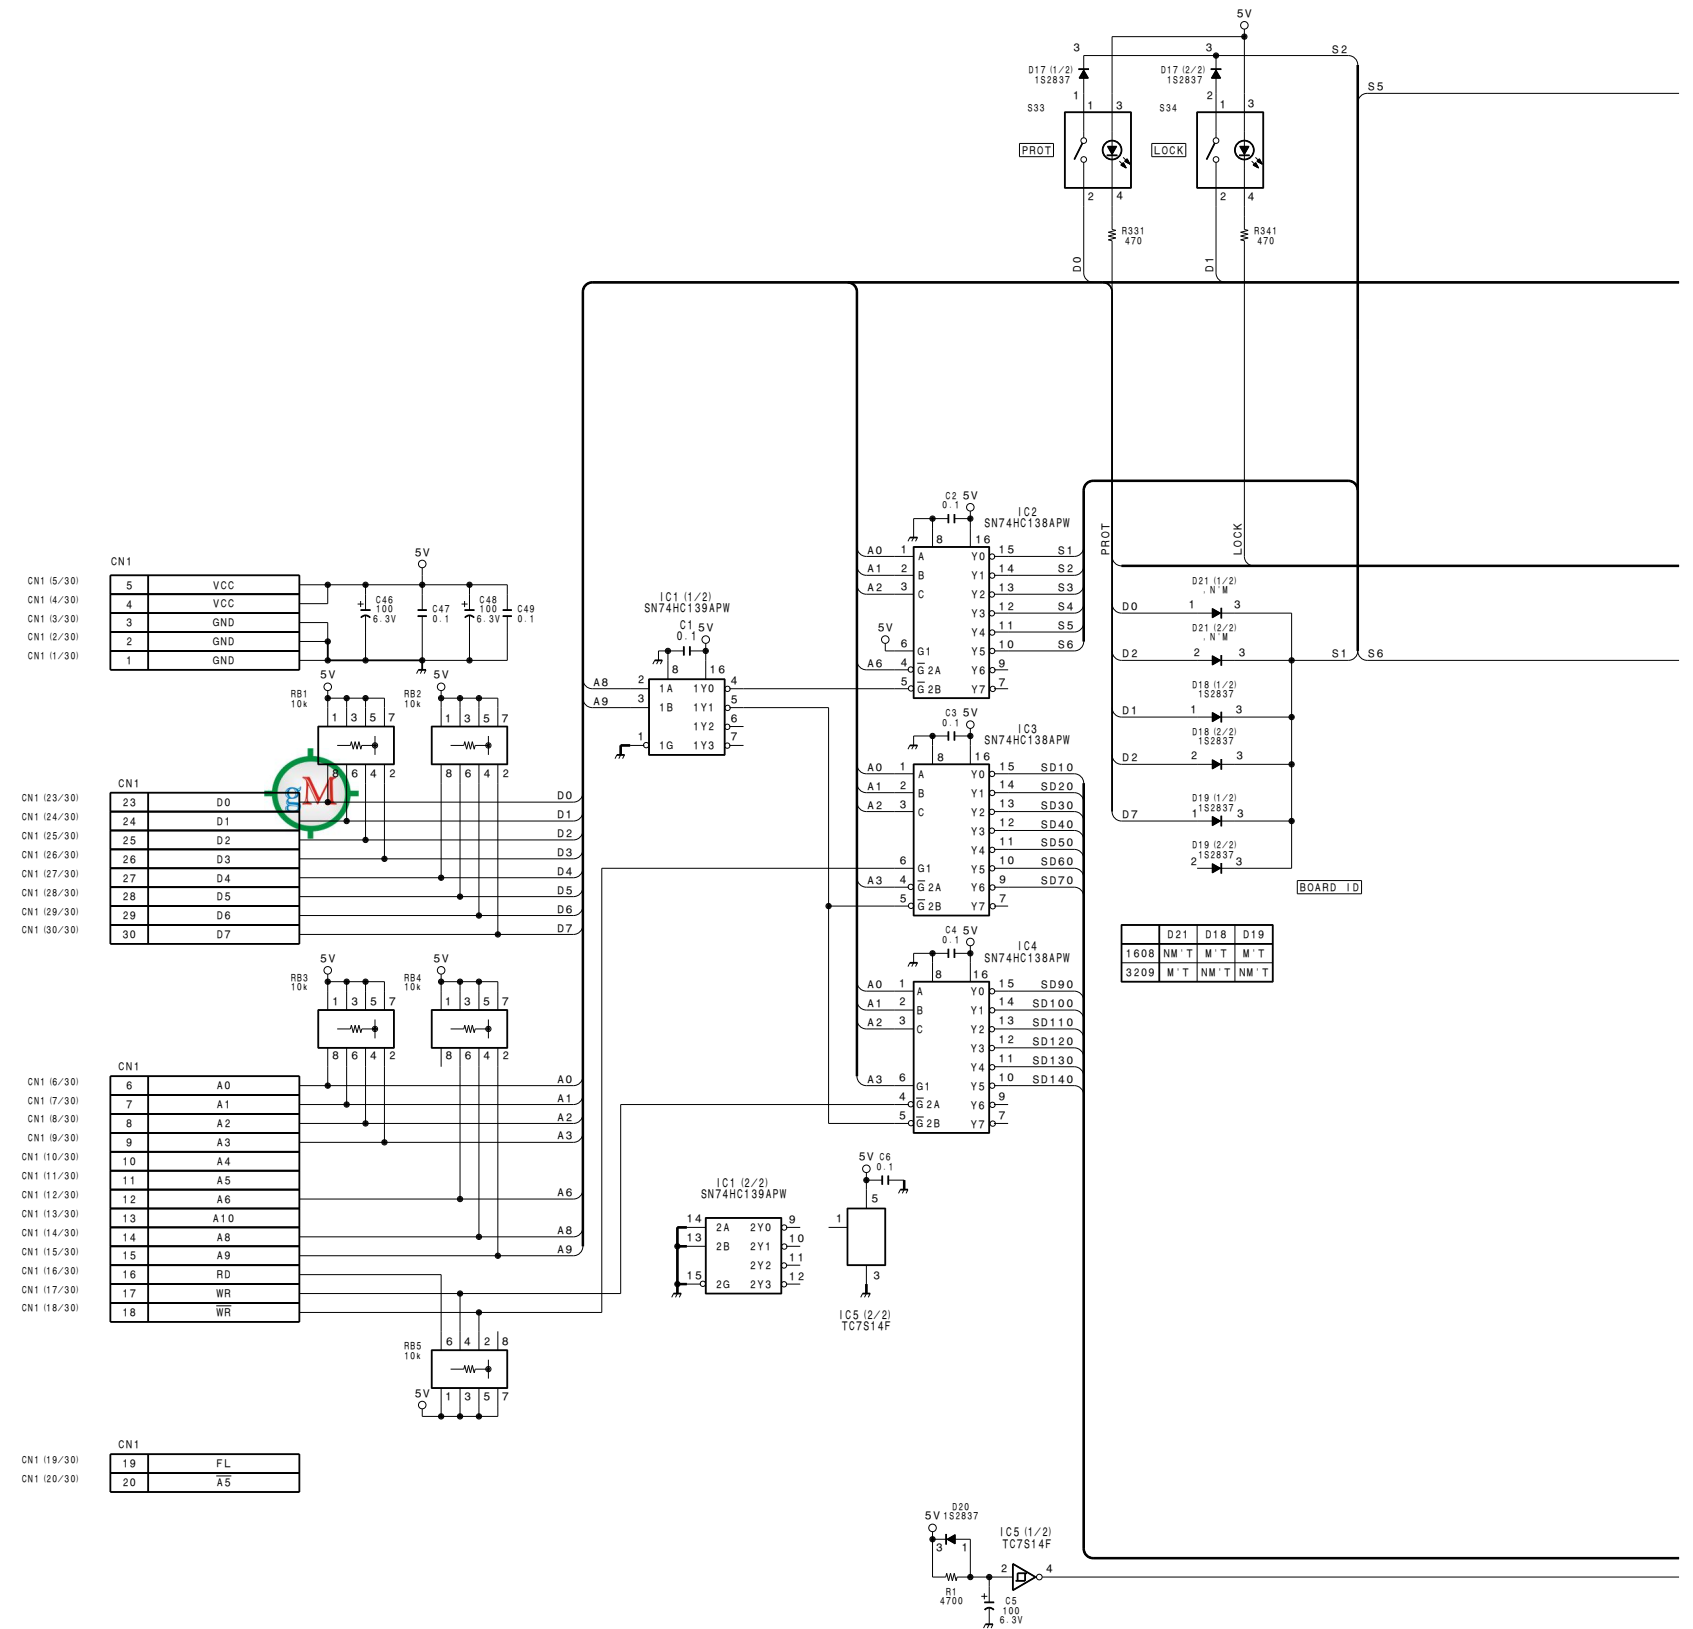 5V
3
3
S2
D17 (1/2)
1S2837
D17 (2/2)
1S2837
S5
1
2
S33
1
3
S34
1
3
PROT
LOCK
2
4
2
4
R331
470
R341
470
D0
D1
C2
0.1
5V
IC2
SN74HC138APW
8
16
PROT
LOCK
A0 1 A Y0 15 S1
A1 2 B Y1 14 S2
A2 3 C Y2 13 S3
Y3 12 S4
Y4 11 S5
5V 6 G1 Y5 10 S6
A6 4 G2A Y6 9
5 G2B Y7 7
CN1
5V
CN1 (5/30) 5 VCC
CN1 (4/30) 4 VCC
CN1 (3/30) 3 GND
CN1 (2/30) 2 GND
CN1 (1/30) 1 GND
C46
100
6.3V
C47
0.1
C48
100
6.3V
C49
0.1
IC1 (1/2)
SN74HC139APW
C1
0.1
5V
8
16
A8 2 1A 1Y0 4
A9 3 1B 1Y1 5
1Y2 6
1 1G 1Y3 7
D21 (1/2)
, N'M
D0 1 3
D21 (2/2)
, N'M
D2 2 3 S1 S6
D18 (1/2)
1S2837
D1 1 3
D18 (2/2)
1S2837
D2 2 3
D19 (1/2)
1S2837
D7 1 3
D19 (2/2)
1S2837
2 3
BOARD ID
RB1
10k
5V
1 3 5 7
8 6 4 2
RB2
10k
5V
1 3 5 7
8 6 4 2
M
C3
0.1
5V
IC3
SN74HC138APW
8
16
A0 1 A Y0 15 SD10
A1 2 B Y1 14 SD20
A2 3 C Y2 13 SD30
Y3 12 SD40
Y4 11 SD50
6 G1 Y5 10 SD60
A3 4 G2A Y6 9 SD70
5 G2B Y7 7
CN1
CN1 (23/30) 23 D0 D0
CN1 (24/30) 24 D1 D1
CN1 (25/30) 25 D2 D2
CN1 (26/30) 26 D3 D3
CN1 (27/30) 27 D4 D4
CN1 (28/30) 28 D5 D5
CN1 (29/30) 29 D6 D6
CN1 (30/30) 30 D7 D7
D21 D18 D19
1608 NM'T M'T M'T
3209 M'T NM'T NM'T
RB3
10k
5V
1 3 5 7
8 6 4 2
RB4
10k
5V
1 3 5 7
8 6 4 2
C4
0.1
5V
IC4
SN74HC138APW
8
16
A0 1 A Y0 15 SD90
A1 2 B Y1 14 SD100
A2 3 C Y2 13 SD110
Y3 12 SD120
Y4 11 SD130
A3 6 G1 Y5 10 SD140
4 G2A Y6 9
5 G2B Y7 7
CN1
CN1 (6/30) 6 A0 A0
CN1 (7/30) 7 A1 A1
CN1 (8/30) 8 A2 A2
CN1 (9/30) 9 A3 A3
CN1 (10/30) 10 A4
CN1 (11/30) 11 A5
CN1 (12/30) 12 A6 A6
CN1 (13/30) 13 A10
CN1 (14/30) 14 A8 A8
CN1 (15/30) 15 A9 A9
CN1 (16/30) 16 RD
CN1 (17/30) 17 WR
CN1 (18/30) 18 WR
IC1 (2/2)
SN74HC139APW
14 2A 2Y0 9
13 2B 2Y1 10
2Y2 11
15 2G 2Y3 12
5V C6
0.1
5
1
3
IC5 (2/2)
TC7S14F
RB5
10k
6 4 2 8
5V
1 3 5 7
CN1
CN1 (19/30) 19 FL
CN1 (20/30) 20 A5
D20
5V 1S2837
3 1
IC5 (1/2)
TC7S14F
2 4
R1
4700
C5
100
6.3V